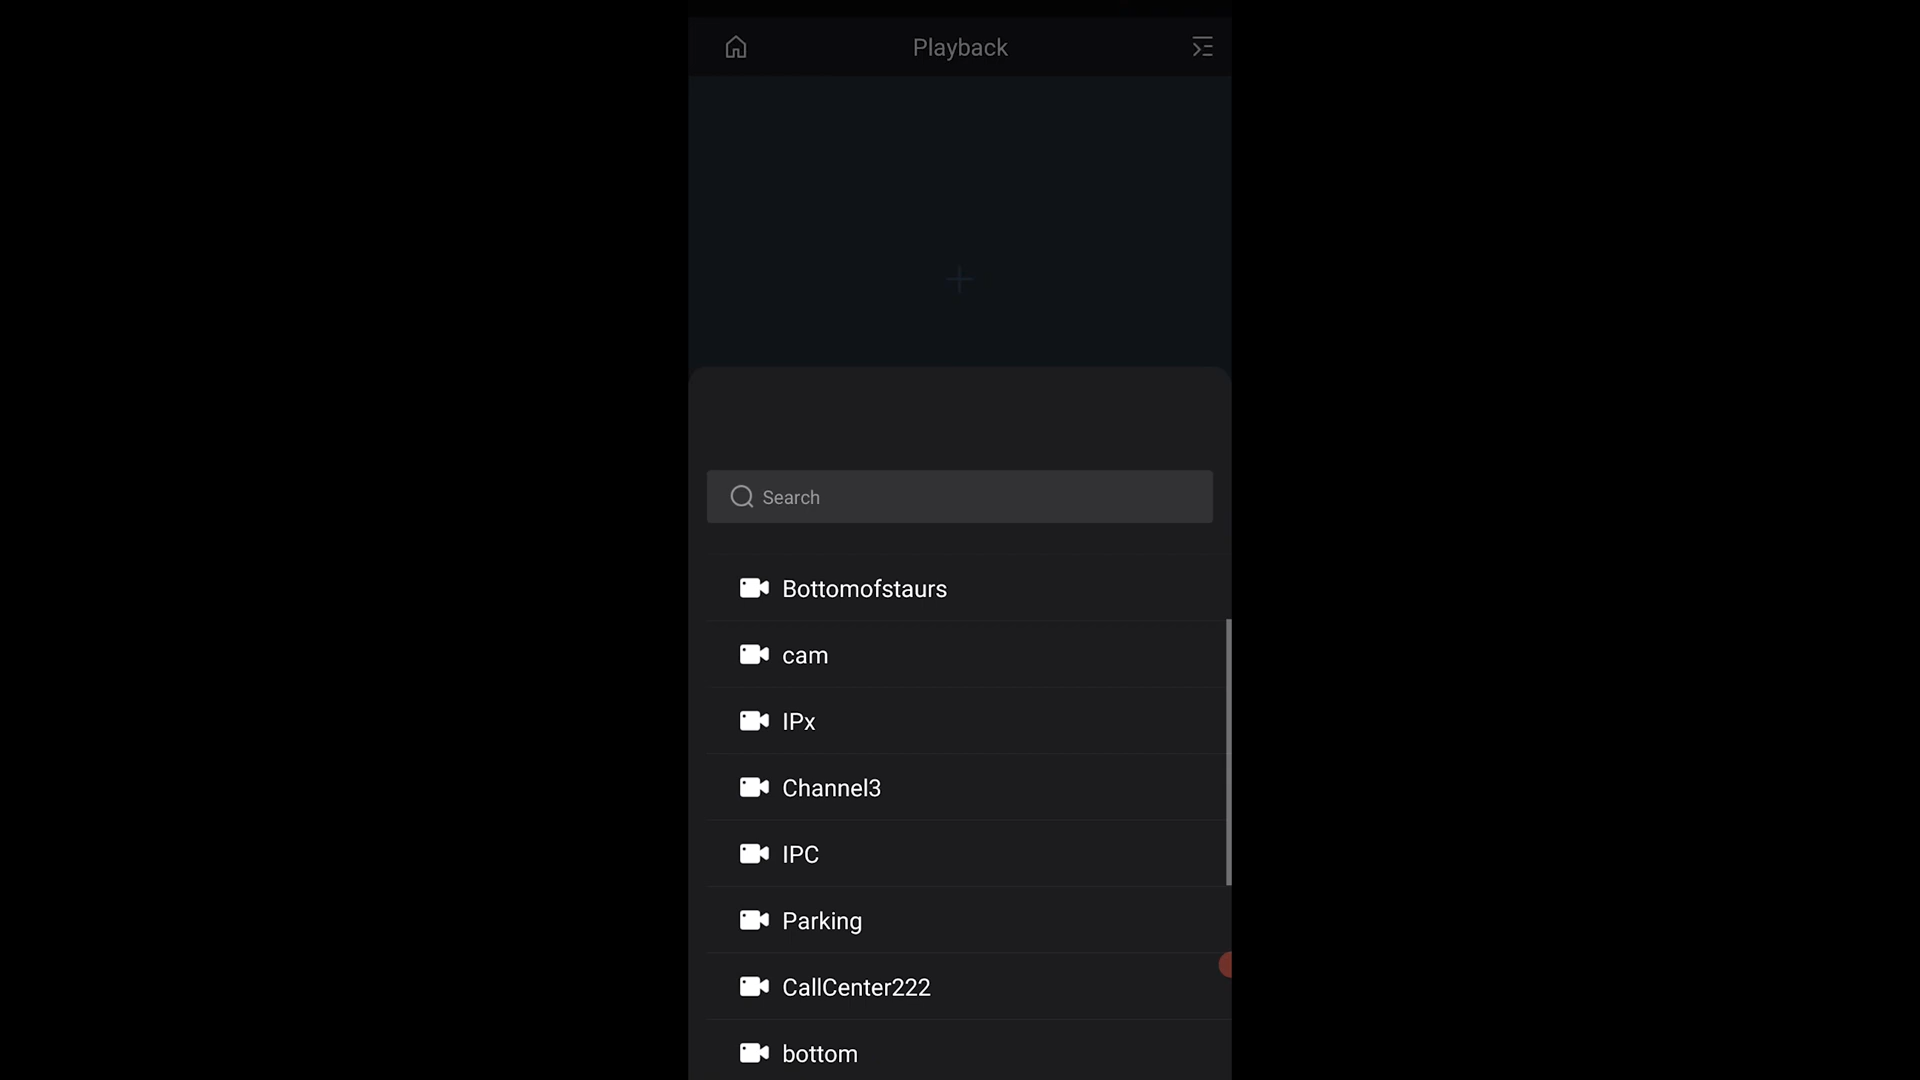 Playback
Search
Bottomofstaurs
cam
IPx
Channel3
IPC
Parking
CallCenter222
bottom